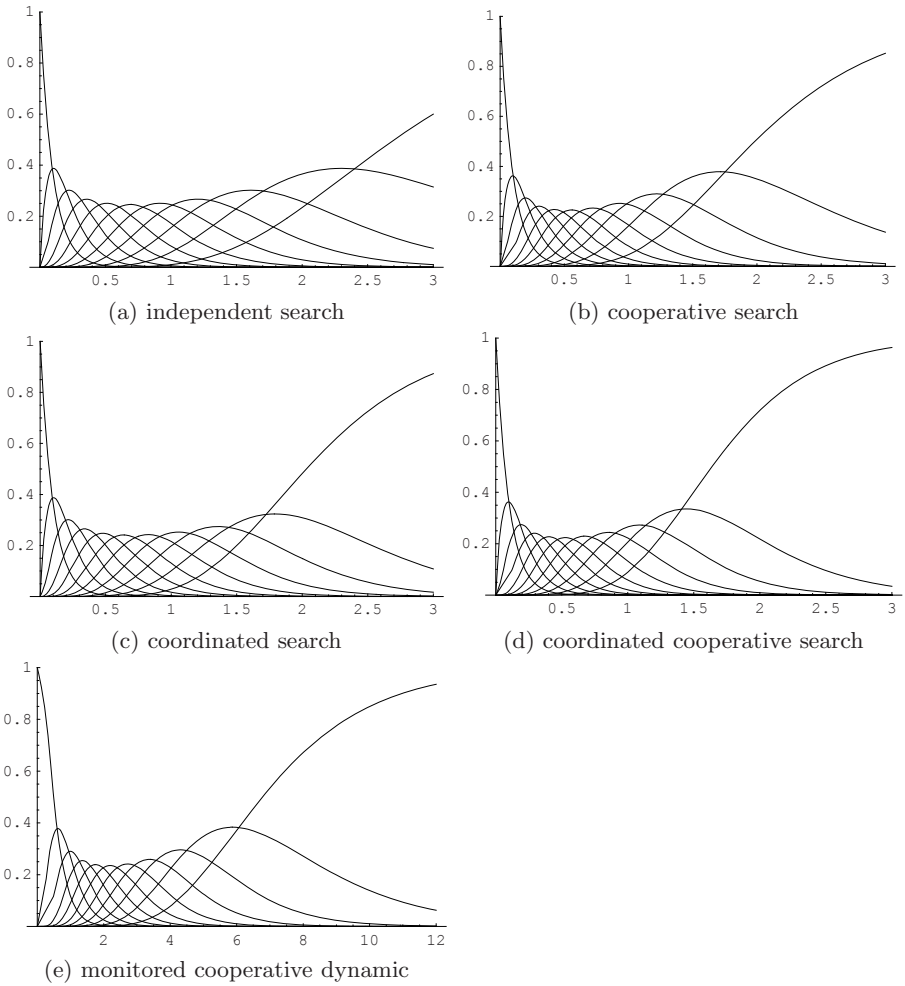 1
0.8
0.6
0.4
0.2
0.5 1 1.5 2 2.5 3
(a) independent search
1
0.8
0.6
0.4
0.2
0.5 1 1.5 2 2.5 3
(b) cooperative search
1
0.8
0.6
0.4
0.2
0.5 1 1.5 2 2.5 3
(c) coordinated search
1
0.8
0.6
0.4
0.2
0.5 1 1.5 2 2.5 3
(d) coordinated cooperative search
1
0.8
0.6
0.4
0.2
2 4 6 8 10 12
(e) monitored cooperative dynamic